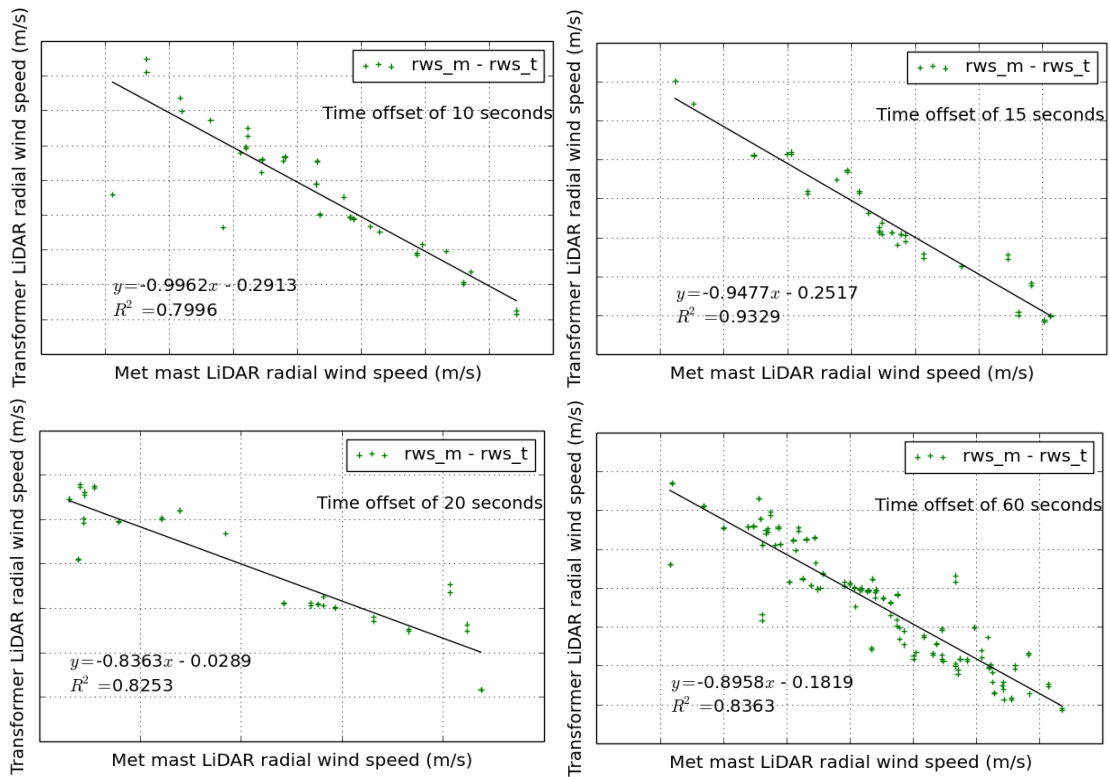 Transformer LiDAR radial wind speed (m/s)
rws_m - rws_t
Time offset of 10 seconds
y=-0.9962x - 0.2913
R² =0.7996
Met mast LiDAR radial wind speed (m/s)
Transformer LiDAR radial wind speed (m/s)
rws_m - rws_t
Time offset of 15 seconds
y=-0.9477x - 0.2517
R² =0.9329
Met mast LiDAR radial wind speed (m/s)
Transformer LiDAR radial wind speed (m/s)
rws_m - rws_t
Time offset of 20 seconds
y=-0.8363x - 0.0289
R² =0.8253
Met mast LiDAR radial wind speed (m/s)
Transformer LiDAR radial wind speed (m/s)
rws_m - rws_t
Time offset of 60 seconds
y=-0.8958x - 0.1819
R² =0.8363
Met mast LiDAR radial wind speed (m/s)